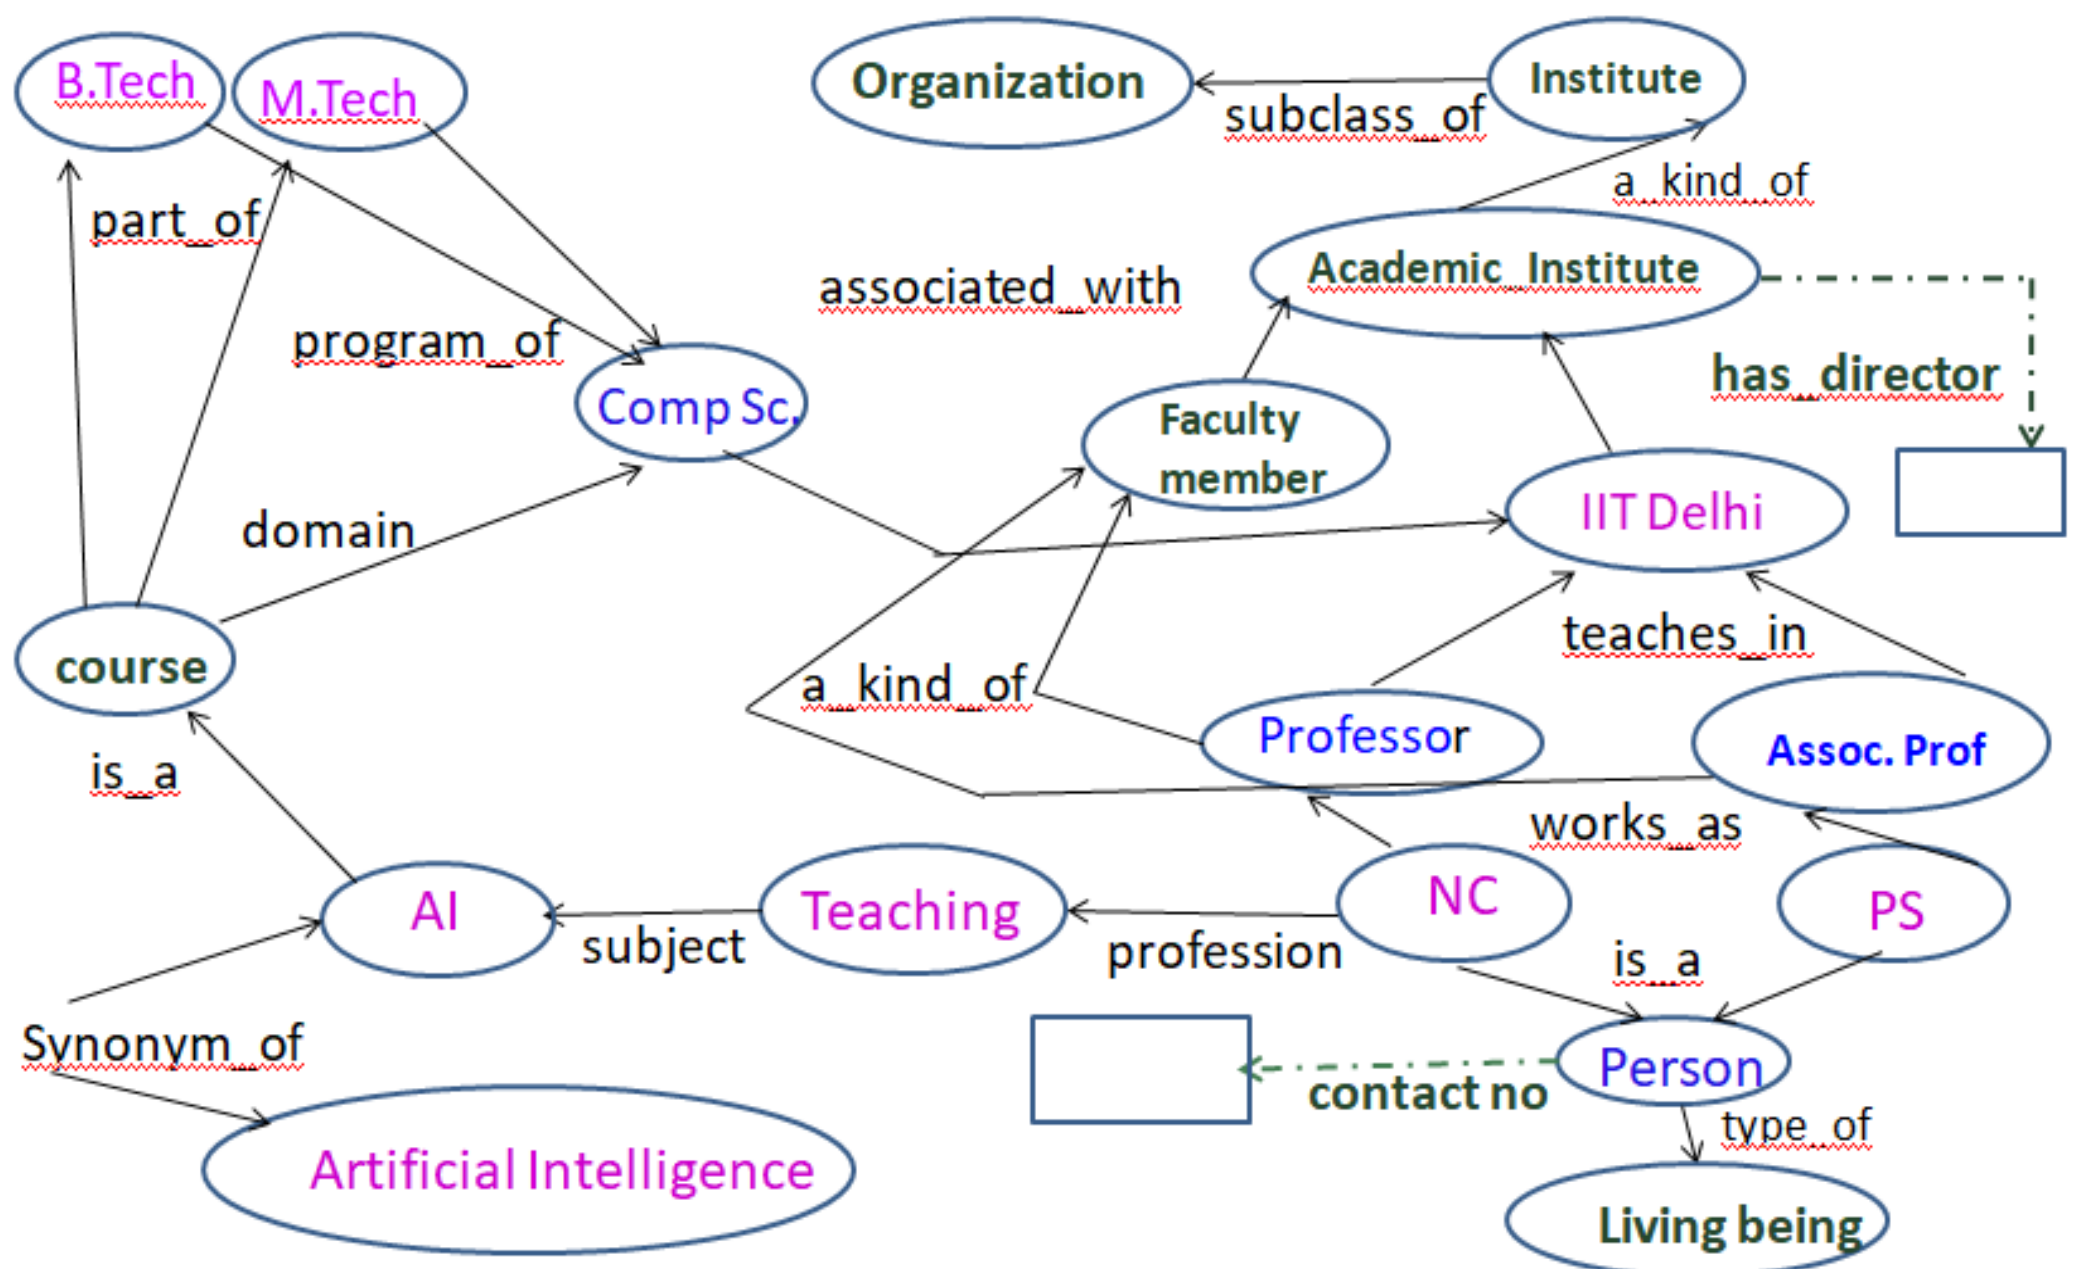 B.Tech
M.Tech
Organization
Institute
subclass_of
a_kind_of
part_of
associated_with
Academic_Institute
program_of
has_director
Comp Sc.
Faculty
member
IIT Delhi
domain
teaches_in
course
a_kind_of
Professor
Assoc. Prof
is_a
works_as
AI
Teaching
NC
PS
subject
profession
is_a
Synonym_of
contact no
Person
type_of
Artificial Intelligence
Living being